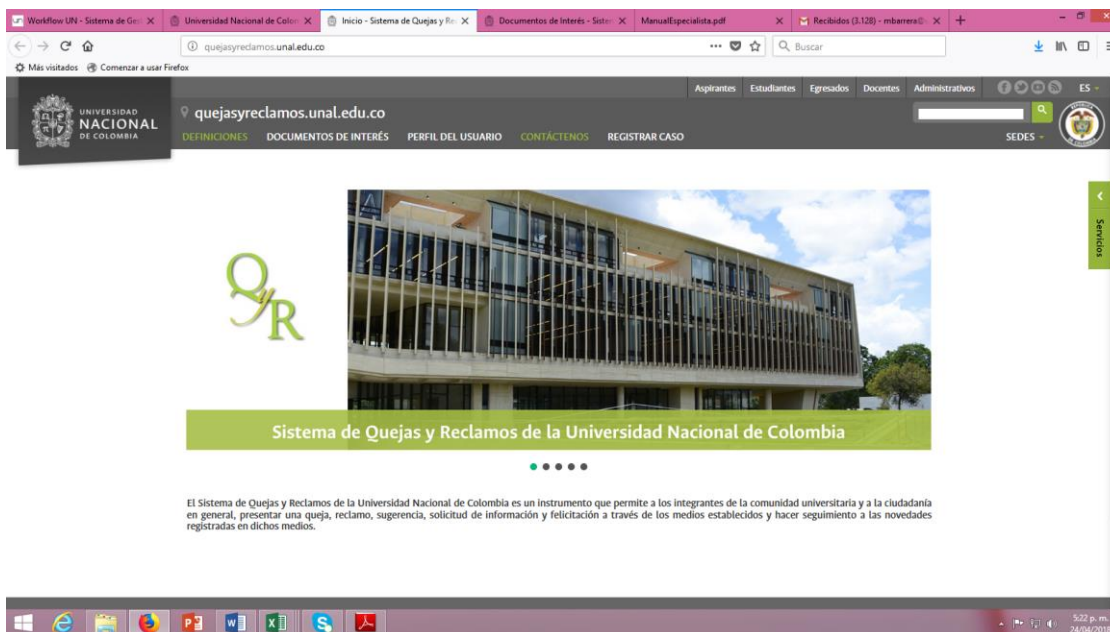 Workflow UN - Sistema de Ges
Universidad Nacional de Colom
Inicio - Sistema de Quejas y Re
Documentos de Interés - Sister
ManualEspecialista.pdf
Recibidos (3.128) - mbarrera@
quejasyreclamos.unal.edu.co
Buscar
Más visitados
Comenzar a usar Firefox
Aspirantes Estudiantes Egresados Docentes Administrativos ES
UNIVERSIDAD
NACIONAL
DE COLOMBIA
quejasyreclamos.unal.edu.co
DEFINICIONES DOCUMENTOS DE INTERÉS PERFIL DEL USUARIO CONTÁCTENOS REGISTRAR CASO
SEDES
Servicios
QyR
Sistema de Quejas y Reclamos de la Universidad Nacional de Colombia
El Sistema de Quejas y Reclamos de la Universidad Nacional de Colombia es un instrumento que permite a los integrantes de la comunidad universitaria y a la ciudadanía
en general, presentar una queja, reclamo, sugerencia, solicitud de información y felicitación a través de los medios establecidos y hacer seguimiento a las novedades
registradas en dichos medios.
5:22 p. m.
24/04/2018